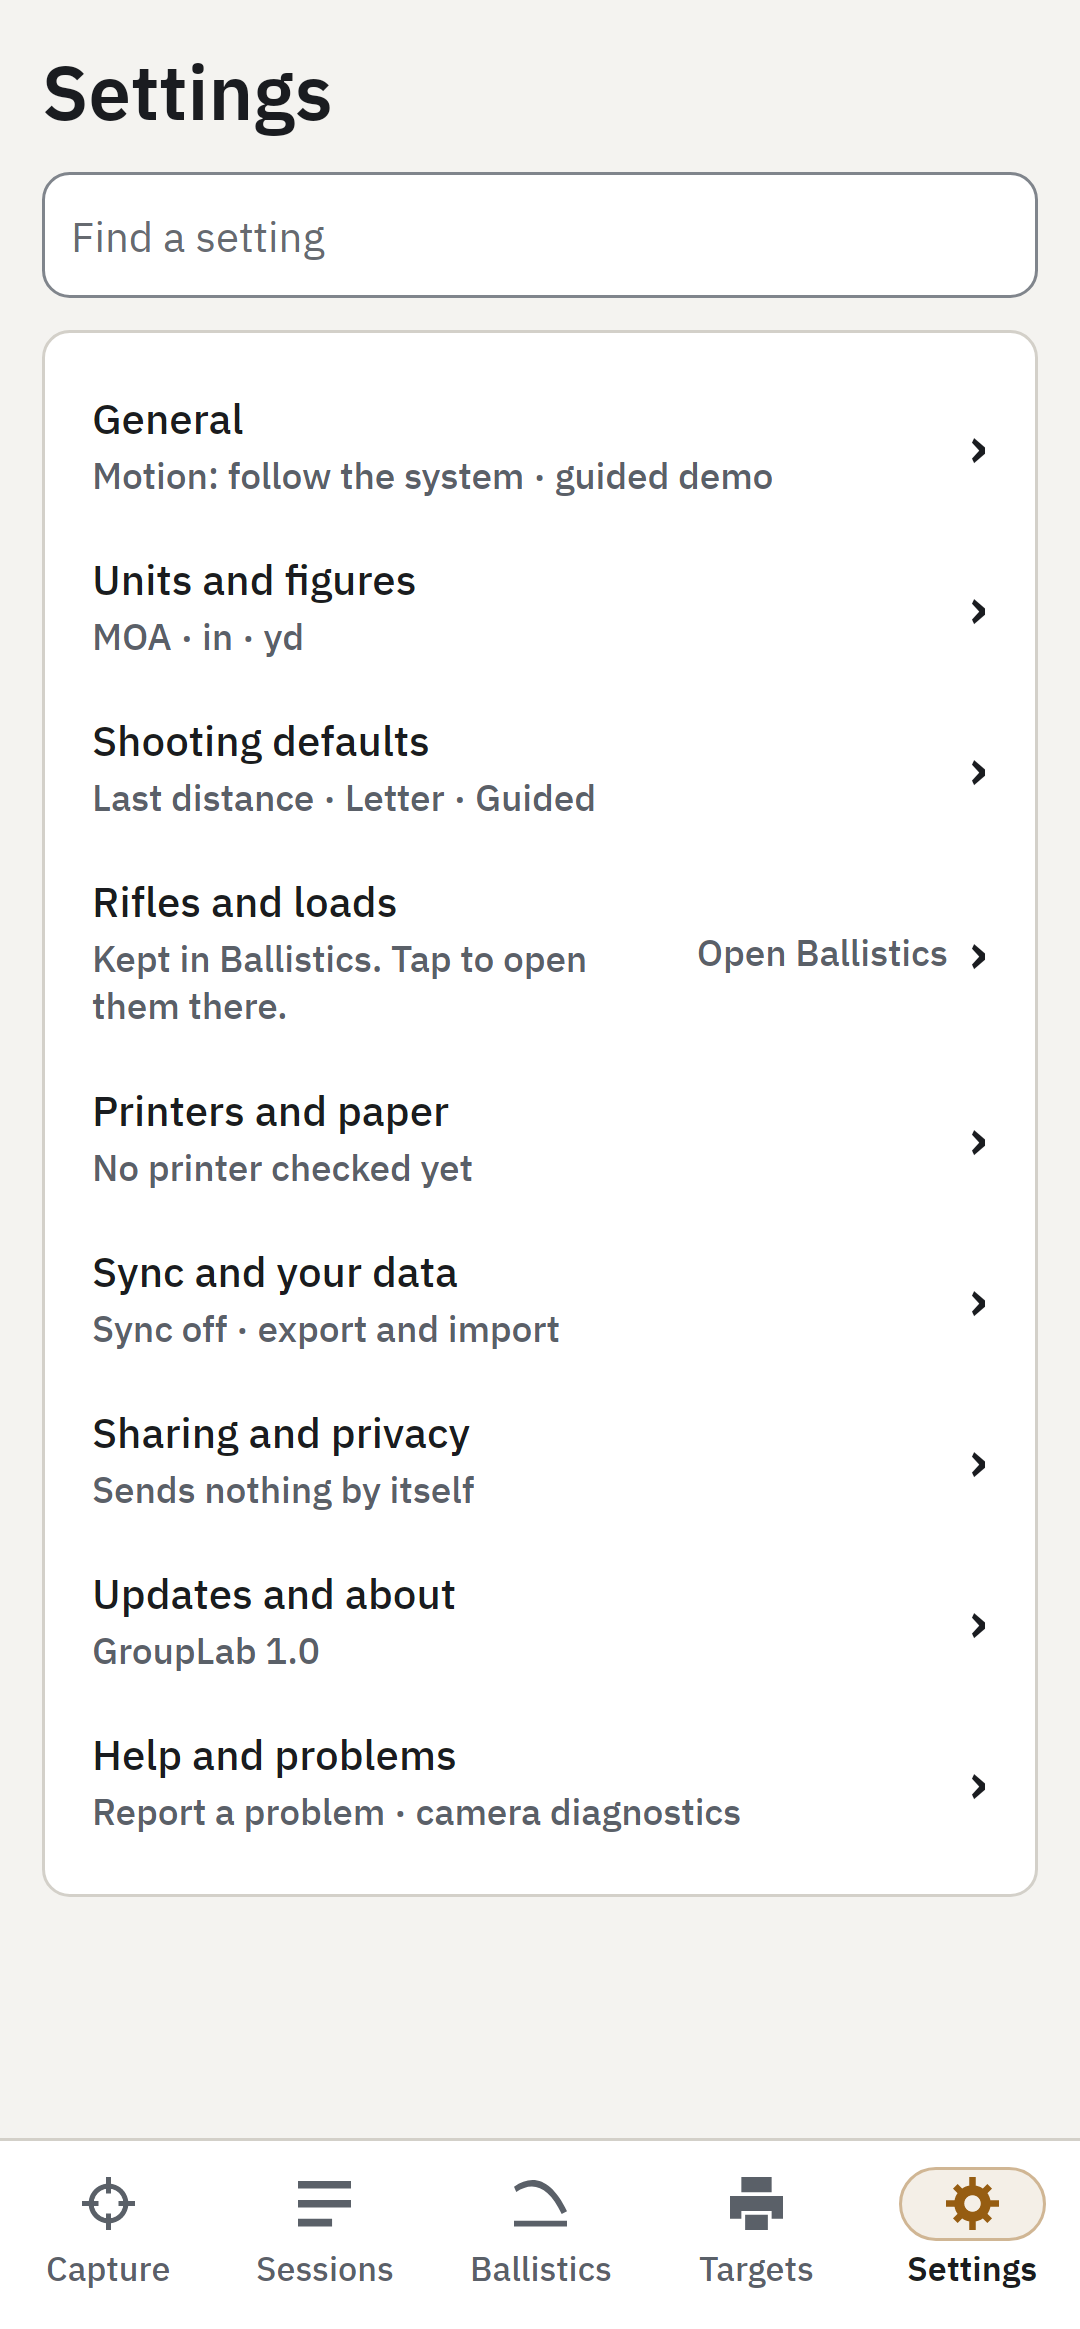 Settings
Find a setting
General
Motion: follow the system · guided demo
Units and figures
MOA · in · yd
Shooting defaults
Last distance · Letter · Guided
Rifles and loads
Kept in Ballistics. Tap to open
them there.
Open Ballistics
Printers and paper
No printer checked yet
Sync and your data
Sync off · export and import
Sharing and privacy
Sends nothing by itself
Updates and about
GroupLab 1.0
Help and problems
Report a problem · camera diagnostics
Capture
Sessions
Ballistics
Targets
Settings